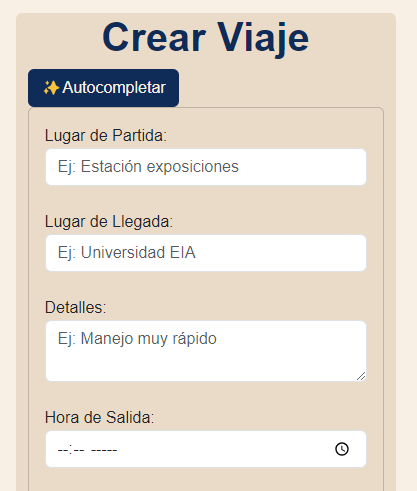 Crear Viaje
✨Autocompletar
Lugar de Partida:
Ej: Estación exposiciones
Lugar de Llegada:
Ej: Universidad EIA
Detalles:
Ej: Manejo muy rápido
Hora de Salida:
--:-- -----